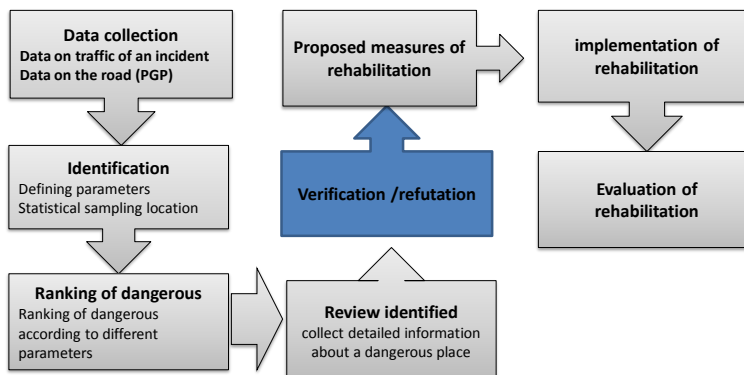 Data collection
Data on traffic of an incident
Data on the road (PGP)
Identification
Defining parameters
Statistical sampling location
Ranking of dangerous
Ranking of dangerous
according to different
parameters
Review identified
collect detailed information
about a dangerous place
Verification /refutation
Proposed measures of
rehabilitation
implementation of
rehabilitation
Evaluation of
rehabilitation